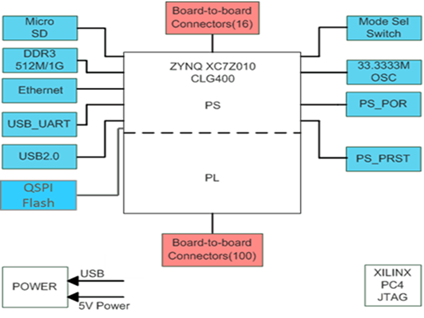 Micro
SD
DDR3
512M/1G
Ethernet
USB_UART
USB2.0
QSPI
Flash
Board-to-board
Connectors(16)
ZYNQ XC7Z010
CLG400
PS
PL
Board-to-board
Connectors(100)
Mode Sel
Switch
33.3333M
OSC
PS_POR
PS_PRST
POWER
USB
5V Power
XILINX
PC4
JTAG